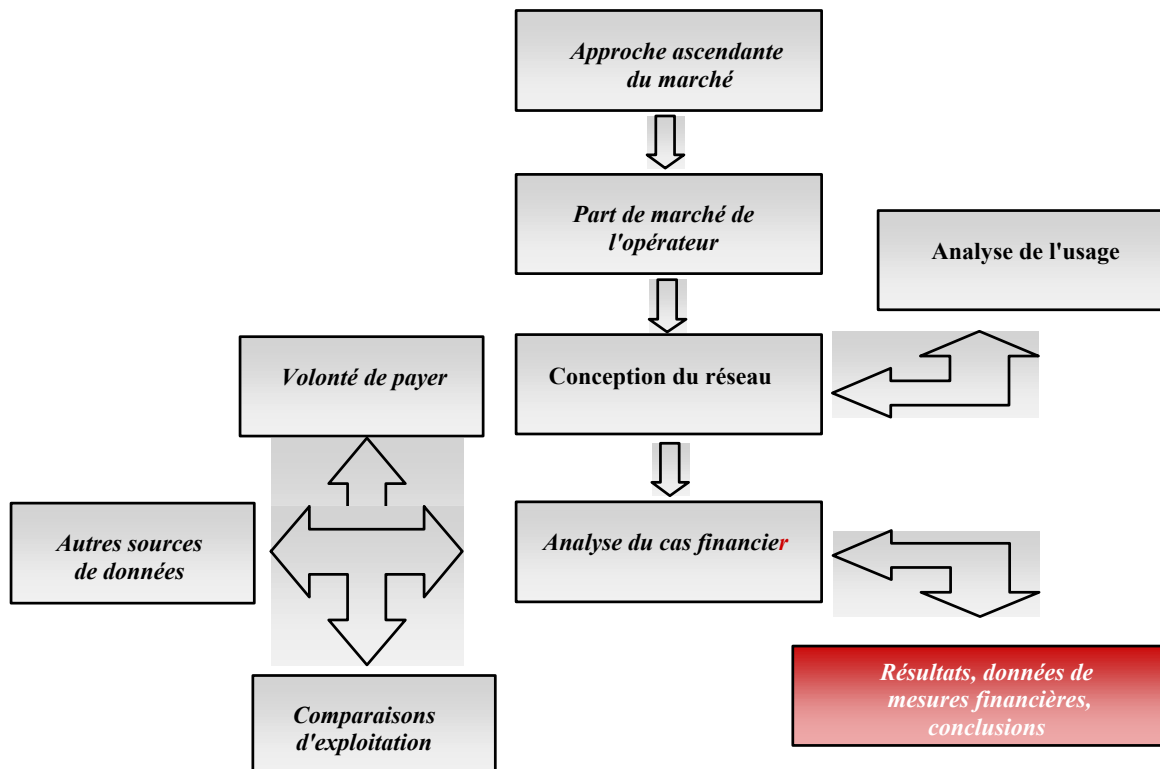 Approche ascendante
du marché
Part de marché de
l'opérateur
Analyse de l'usage
Volonté de payer
Conception du réseau
Autres sources
de données
Analyse du cas financier
Résultats, données de
mesures financières,
conclusions
Comparaisons
d'exploitation